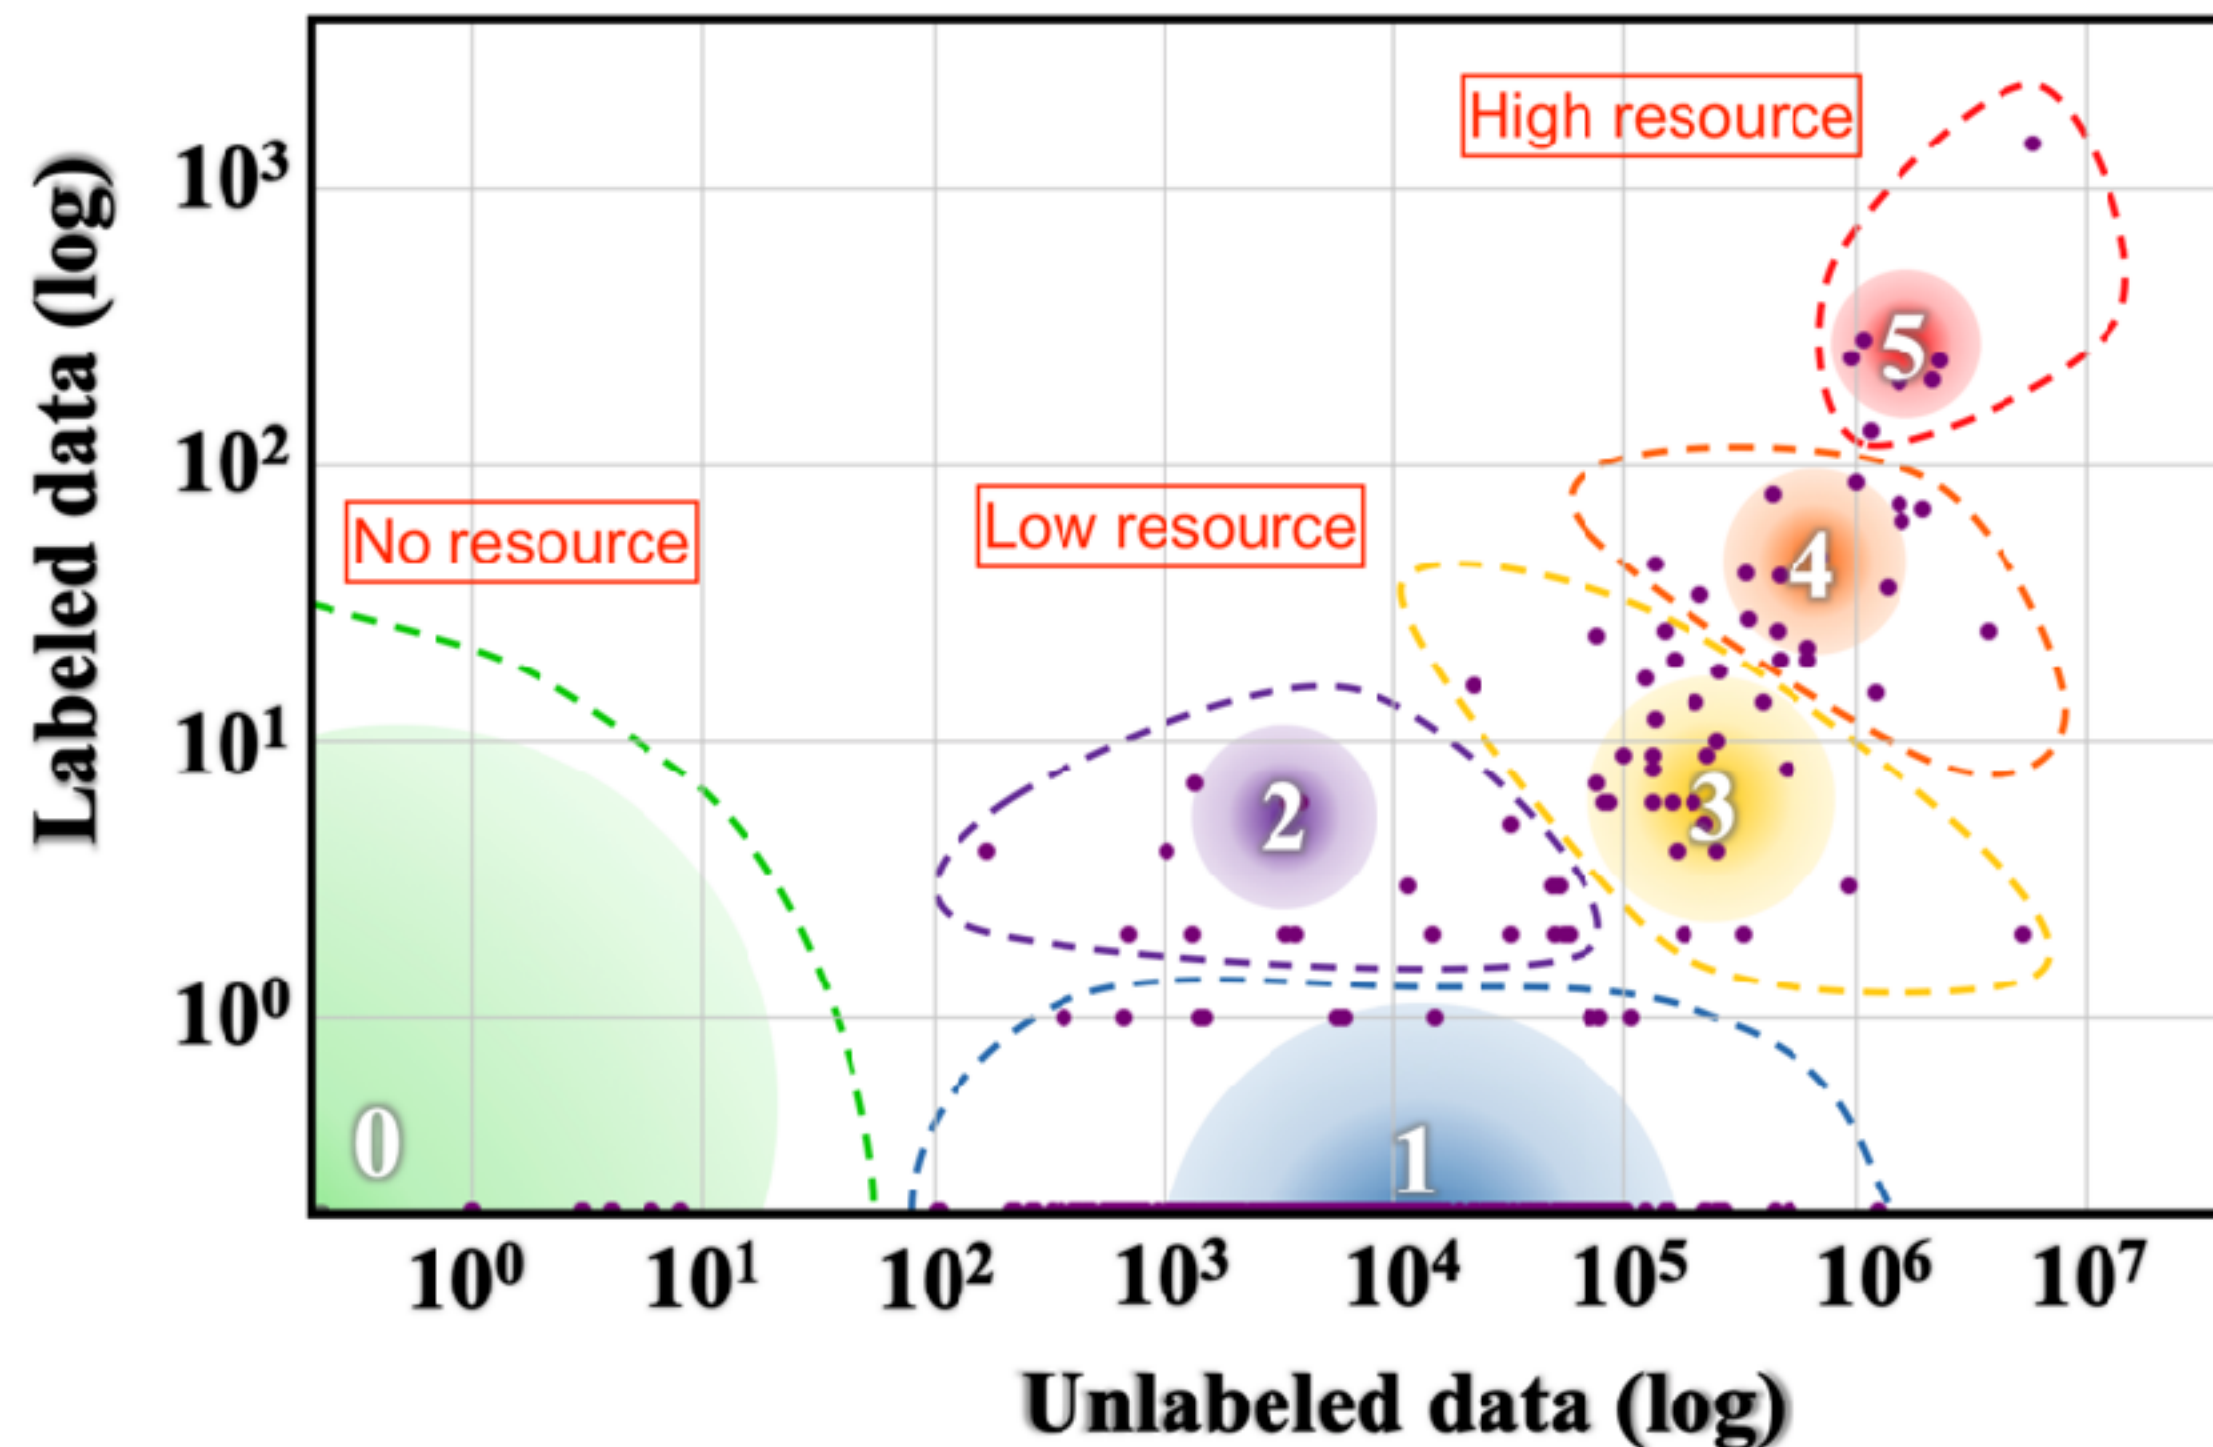 High resource
10³
5
10²
No resource
Low resource
4
10¹
2
3
10⁰
0
1
10⁰ 10¹ 10² 10³ 10⁴ 10⁵ 10⁶ 10⁷
Labeled data (log)
Unlabeled data (log)